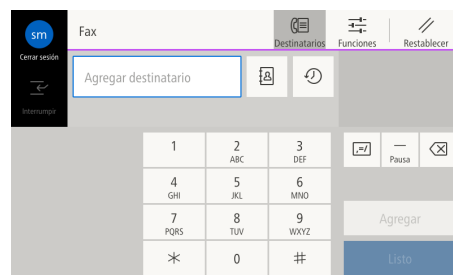 sm
Fax
Destinatarios
Funciones
Restablecer
Cerrar sesión
Agregar destinatario
Interrumpir
1
2
3
.=/
—
ABC
DEF
Pausa
4
5
6
GHI
JKL
MNO
7
8
9
Agregar
PQRS
TUV
WXYZ
*
0
#
Listo